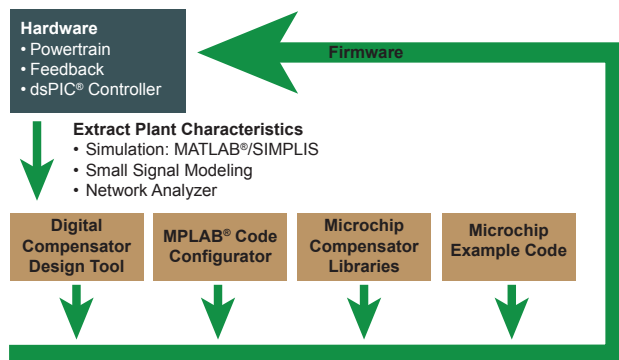 Hardware
• Powertrain
• Feedback
• dsPIC® Controller
Firmware
Extract Plant Characteristics
• Simulation: MATLAB®/SIMPLIS
• Small Signal Modeling
• Network Analyzer
Digital
Compensator
Design Tool
MPLAB® Code
Configurator
Microchip
Compensator
Libraries
Microchip
Example Code